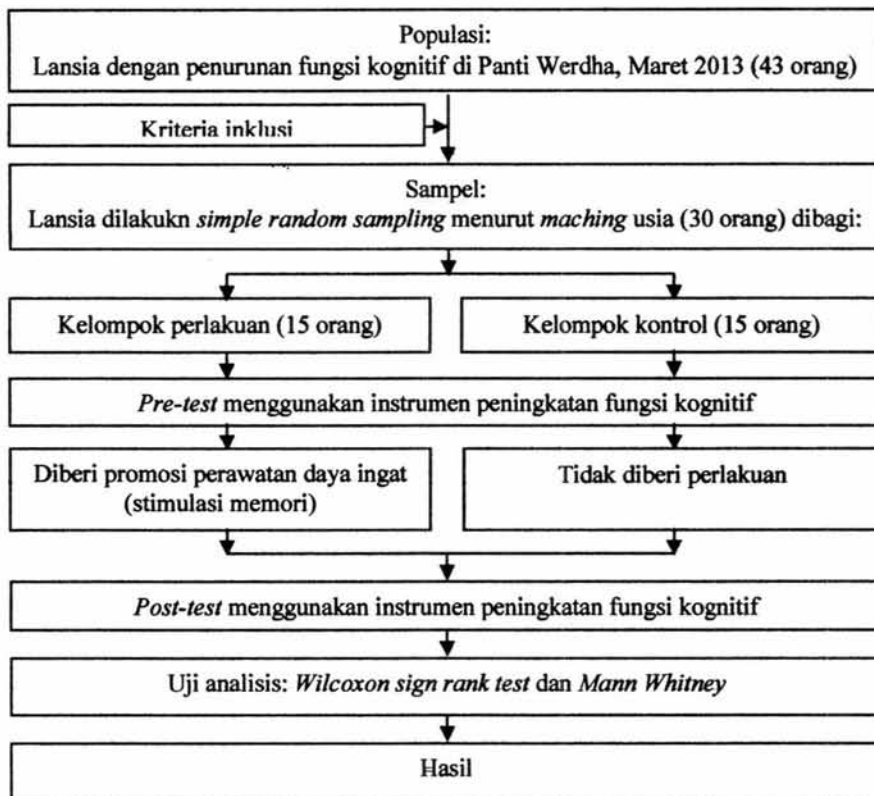 Populasi:
Lansia dengan penurunan fungsi kognitif di Panti Werdha, Maret 2013 (43 orang)
Kriteria inklusi
Sampel:
Lansia dilakukn simple random sampling menurut maching usia (30 orang) dibagi:
Kelompok perlakuan (15 orang)
Kelompok kontrol (15 orang)
Pre-test menggunakan instrumen peningkatan fungsi kognitif
Diberi promosi perawatan daya ingat
(stimulasi memori)
Tidak diberi perlakuan
Post-test menggunakan instrumen peningkatan fungsi kognitif
Uji analisis: Wilcoxon sign rank test dan Mann Whitney
Hasil